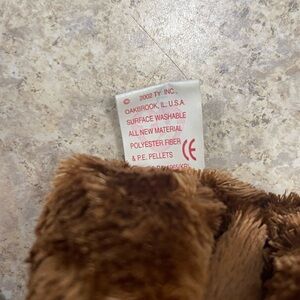 © 2002 TY INC.,
OAKBROOK, IL. U.S.A.
SURFACE WASHABLE
ALL NEW MATERIAL
POLYESTER FIBER
& P.E. PELLETS CE